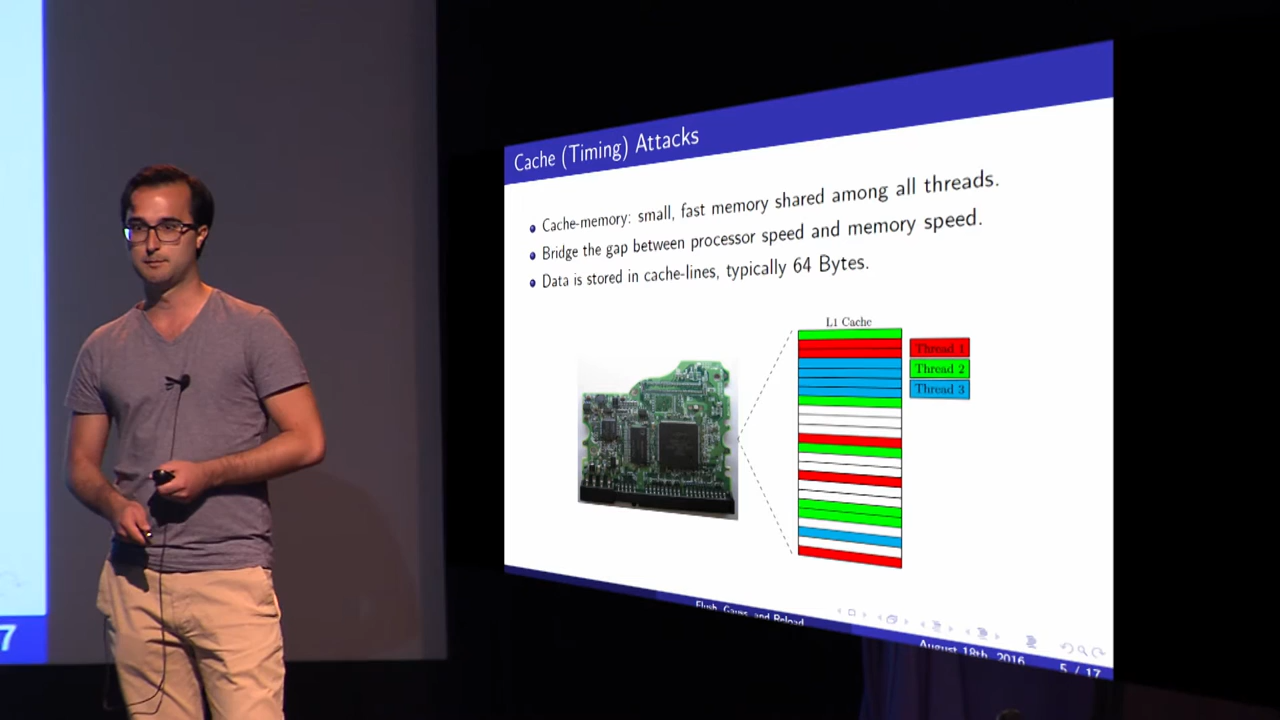 7
Cache (Timing) Attacks
Cache-memory: small, fast memory shared among all threads.
Bridge the gap between processor speed and memory speed.
Data is stored in cache-lines, typically 64 Bytes.
L1 Cache
Thread 1
Thread 2
Thread 3
Flush, Gauss, and Reload
August 18th, 2016
5 / 17